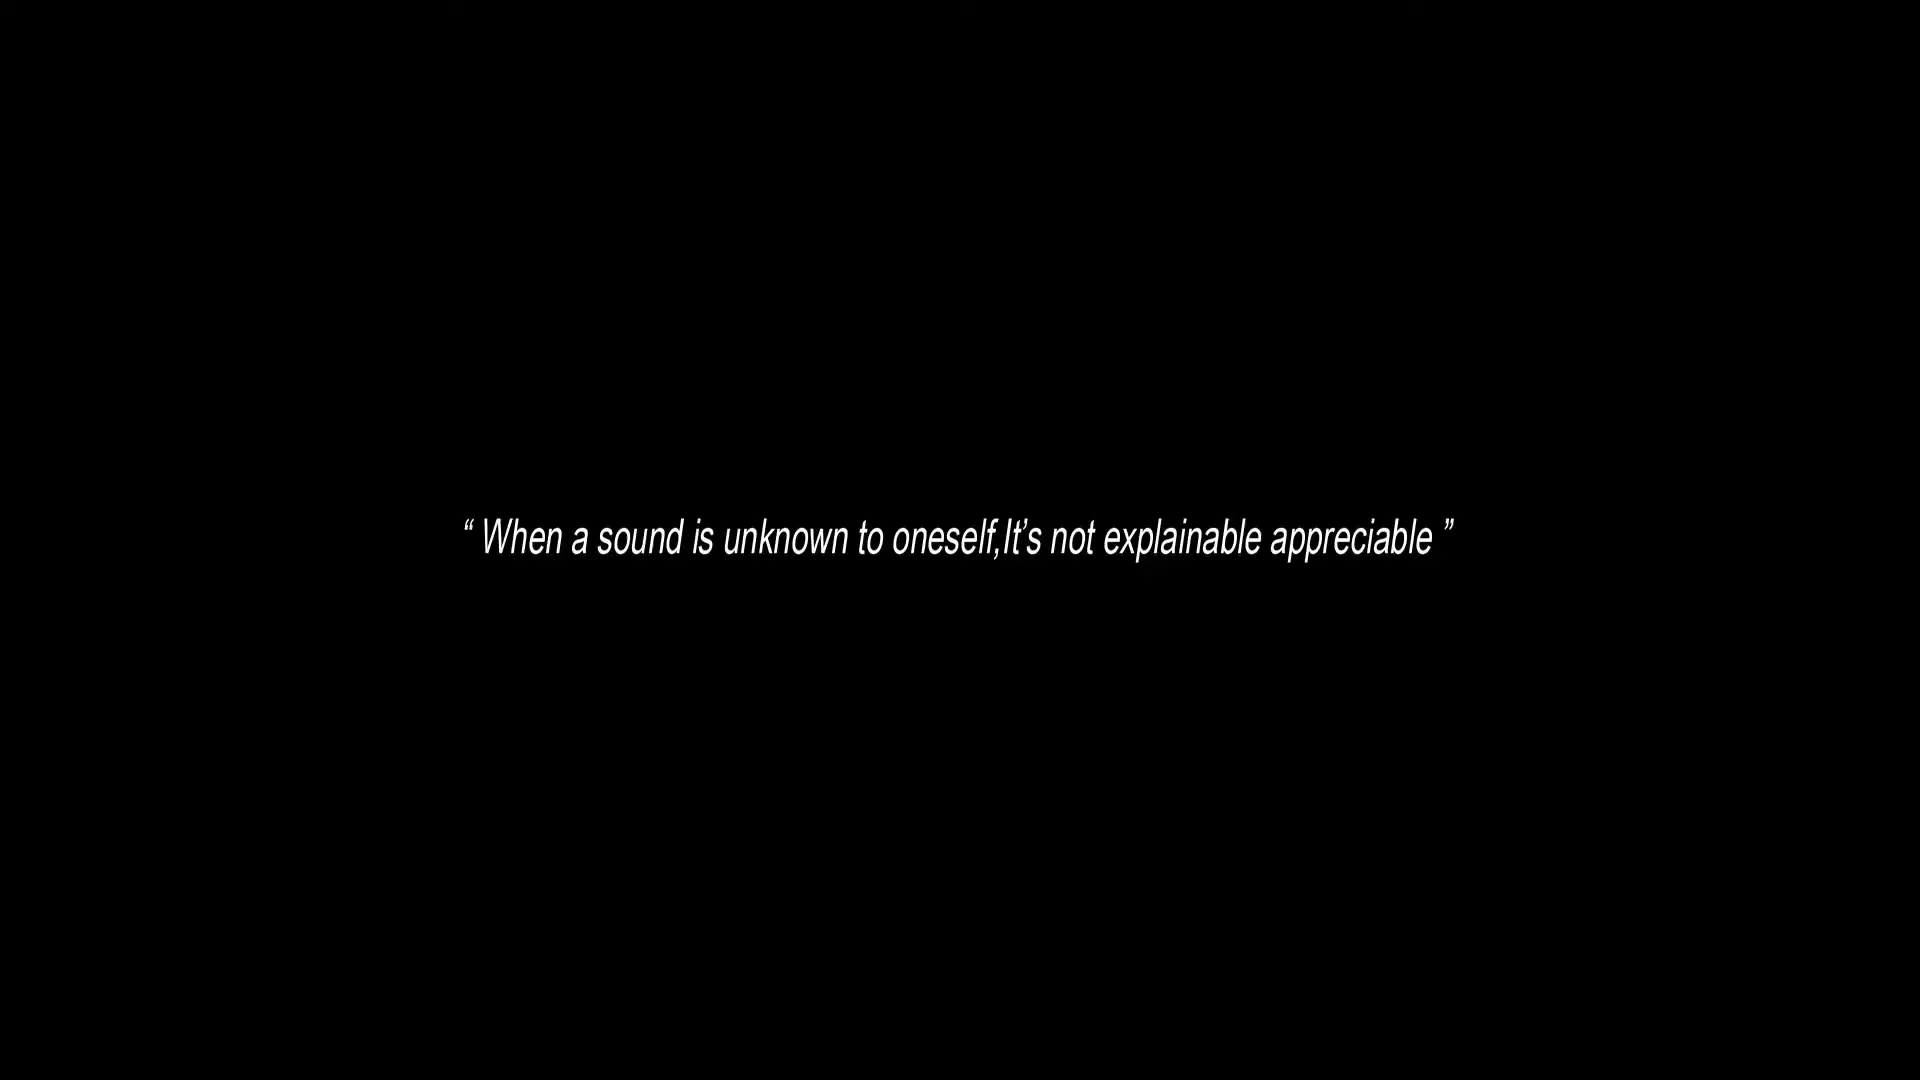 “ When a sound is unknown to oneself,It’s not explainable appreciable ”